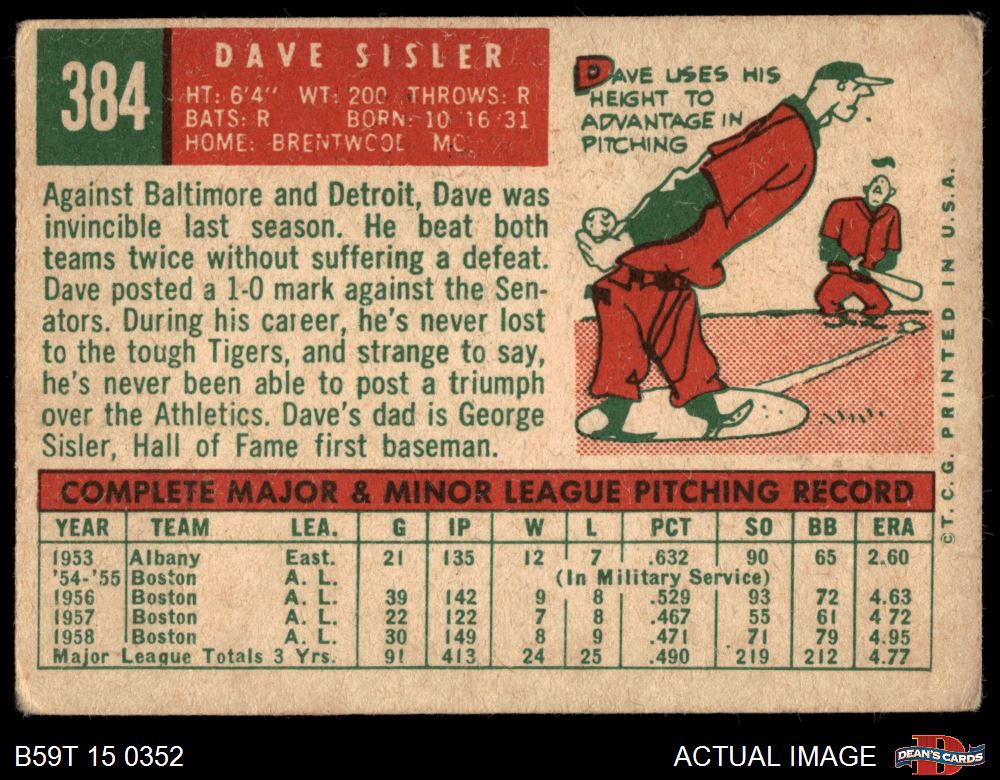 384
DAVE SISLER
HT: 6'4" WT: 200 THROWS: R
BATS: R BORN: 10 16 31
HOME: BRENTWOOD MO.
Against Baltimore and Detroit, Dave was
invincible last season. He beat both
teams twice without suffering a defeat.
Dave posted a 1-0 mark against the Sen-
ators. During his career, he's never lost
to the tough Tigers, and strange to say,
he's never been able to post a triumph
over the Athletics. Dave's dad is George
Sisler, Hall of Fame first baseman.
DAVE USES HIS
HEIGHT TO
ADVANTAGE IN
PITCHING
© T. C. G. PRINTED IN U. S. A.
COMPLETE MAJOR & MINOR LEAGUE PITCHING RECORD
YEAR TEAM LEA. G IP W L PCT SO BB ERA
1953 Albany East. 21 135 12 7 .632 90 65 2.60
'54-'55 Boston A. L. (In Military Service)
1956 Boston A. L. 39 142 9 8 .529 93 72 4.63
1957 Boston A. L. 22 122 7 8 .467 55 61 4 72
1958 Boston A. L. 30 149 8 9 .471 71 79 4.95
Major League Totals 3 Yrs. 91 413 24 25 .490 219 212 4.77
B59T 15 0352
ACTUAL IMAGE
DEAN'S CARDS